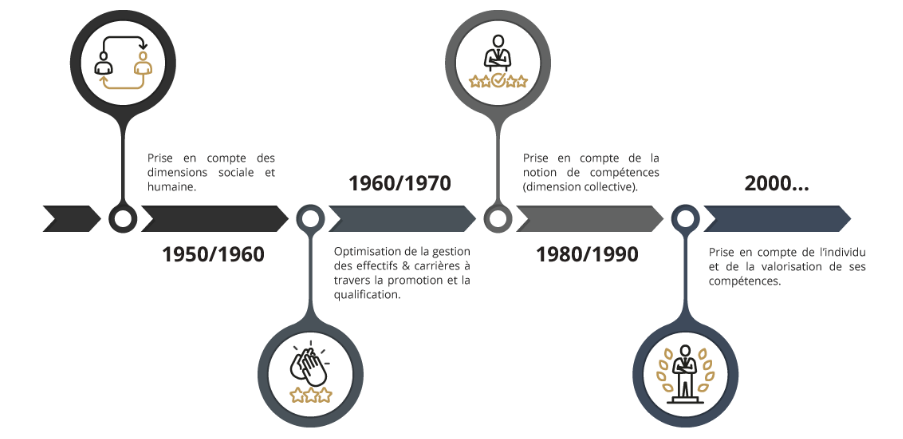 Prise en compte des
dimensions sociale et
humaine.
1950/1960
1960/1970
Optimisation de la gestion
des effectifs & carrières à
travers la promotion et la
qualification.
Prise en compte de la
notion de compétences
(dimension collective).
1980/1990
2000...
Prise en compte de l’individu
et de la valorisation de ses
compétences.